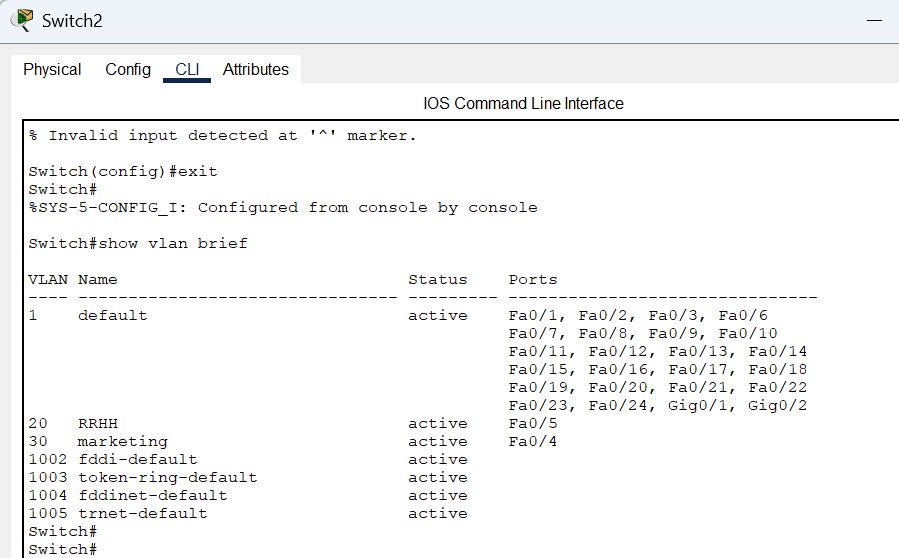 Switch2
Physical Config CLI Attributes
IOS Command Line Interface
% Invalid input detected at '^' marker.
Switch(config)#exit
Switch#
%SYS-5-CONFIG_I: Configured from console by console
Switch#show vlan brief
VLAN Name                             Status    Ports
---- -------------------------------- --------- -------------------------------
1    default                          active    Fa0/1, Fa0/2, Fa0/3, Fa0/6
                                                Fa0/7, Fa0/8, Fa0/9, Fa0/10
                                                Fa0/11, Fa0/12, Fa0/13, Fa0/14
                                                Fa0/15, Fa0/16, Fa0/17, Fa0/18
                                                Fa0/19, Fa0/20, Fa0/21, Fa0/22
                                                Fa0/23, Fa0/24, Gig0/1, Gig0/2
20   RRHH                             active    Fa0/5
30   marketing                        active    Fa0/4
1002 fddi-default                     active
1003 token-ring-default               active
1004 fddinet-default                  active
1005 trnet-default                    active
Switch#
Switch#